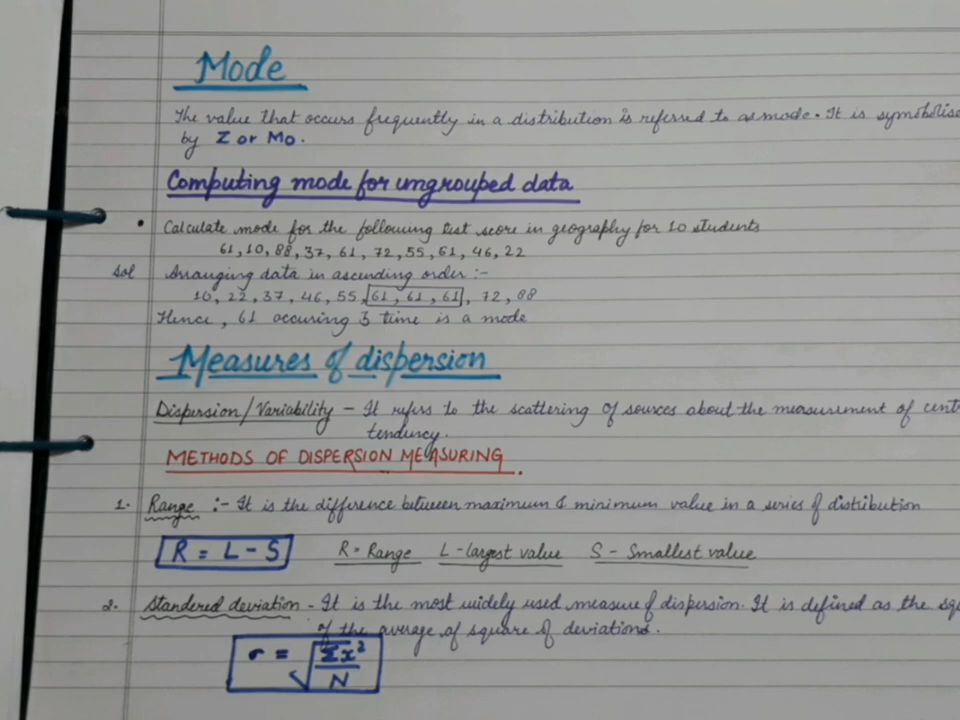 Mode
The value that occurs frequently in a distribution is referred to as mode. It is symbolise
by Z or Mo.
Computing mode for ungrouped data
• Calculate mode for the following test score in geography for 10 students
61, 10, 88, 37, 61, 72, 55, 61, 46, 22
Sol Arranging data in ascending order :-
10, 22, 37, 46, 55, 61, 61, 61, 72, 88
Hence, 61 occuring 3 time is a mode
Measures of dispersion
Dispersion/Variability - It refers to the scattering of sources about the measurement of cent
tendency.
METHODS OF DISPERSION MEASURING.
1. Range :- It is the difference between maximum & minimum value in a series of distribution
R = L - S R = Range L - largest value S - Smallest value
2. Standered deviation - It is the most widely used measure of dispersion. It is defined as the sq
of the average of square of deviations.
σ = √Σx²/N